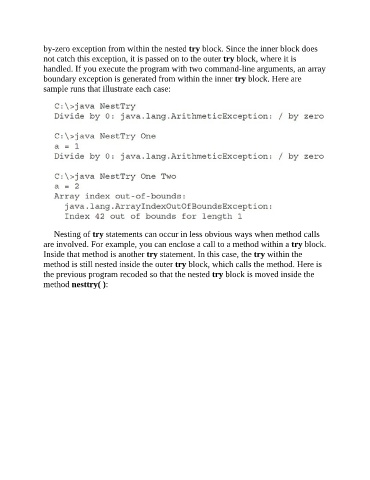 by-zero exception from within the nested try block. Since the inner block does
not catch this exception, it is passed on to the outer try block, where it is
handled. If you execute the program with two command-line arguments, an array
boundary exception is generated from within the inner try block. Here are
sample runs that illustrate each case:
C:\>java NestTry
Divide by 0: java.lang.ArithmeticException: / by zero
C:\>java NestTry One
a = 1
Divide by 0: java.lang.ArithmeticException: / by zero
C:\>java NestTry One Two
a = 2
Array index out-of-bounds:
java.lang.ArrayIndexOutOfBoundsException:
Index 42 out of bounds for length 1
Nesting of try statements can occur in less obvious ways when method calls
are involved. For example, you can enclose a call to a method within a try block.
Inside that method is another try statement. In this case, the try within the
method is still nested inside the outer try block, which calls the method. Here is
the previous program recoded so that the nested try block is moved inside the
method nesttry( ):